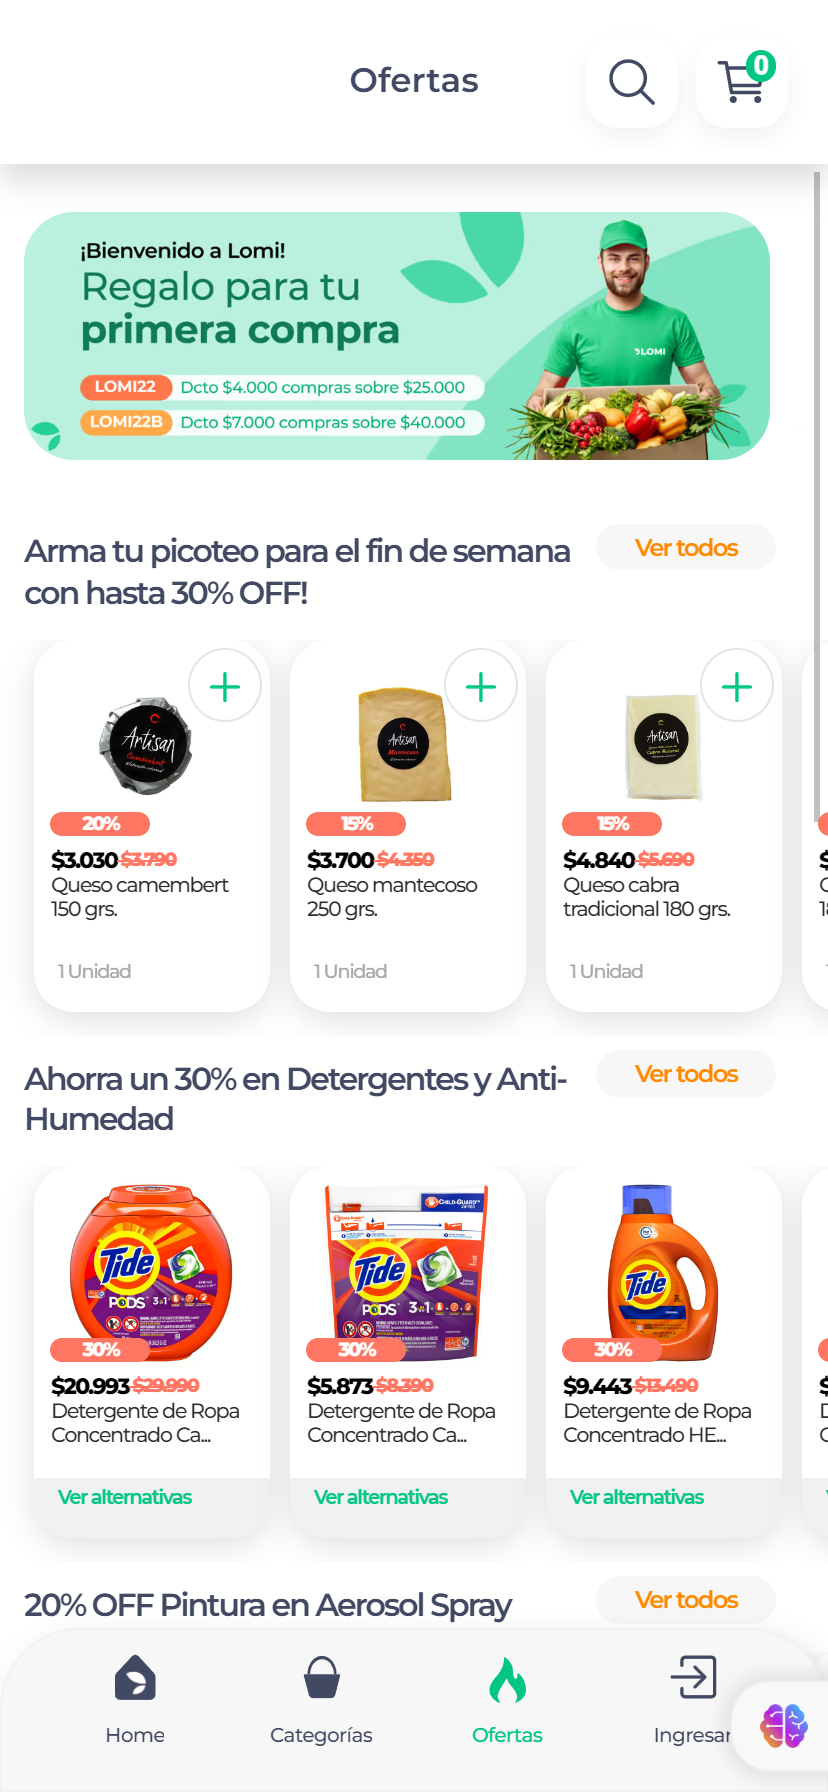 Ofertas
0
¡Bienvenido a Lomi!
Regalo para tu
primera compra
LOMI22 Dcto $4.000 compras sobre $25.000
LOMI22B Dcto $7.000 compras sobre $40.000
LOMI
Arma tu picoteo para el fin de semana
con hasta 30% OFF!
Ver todos
Artisan
Camembert
20%
$3.030 $3.790
Queso camembert
150 grs.
1 Unidad
Artisan
Mantecoso
15%
$3.700 $4.350
Queso mantecoso
250 grs.
1 Unidad
Artisan
15%
$4.840 $5.690
Queso cabra
tradicional 180 grs.
1 Unidad
Ahorra un 30% en Detergentes y Anti-
Humedad
Ver todos
Tide
PODS 3 in 1
30%
$20.993 $29.990
Detergente de Ropa
Concentrado Ca...
Ver alternativas
CHILD-GUARD
Tide
PODS 3 in 1
30%
$5.873 $8.390
Detergente de Ropa
Concentrado Ca...
Ver alternativas
Tide
30%
$9.443 $13.490
Detergente de Ropa
Concentrado HE...
Ver alternativas
20% OFF Pintura en Aerosol Spray
Ver todos
Home
Categorías
Ofertas
Ingresar